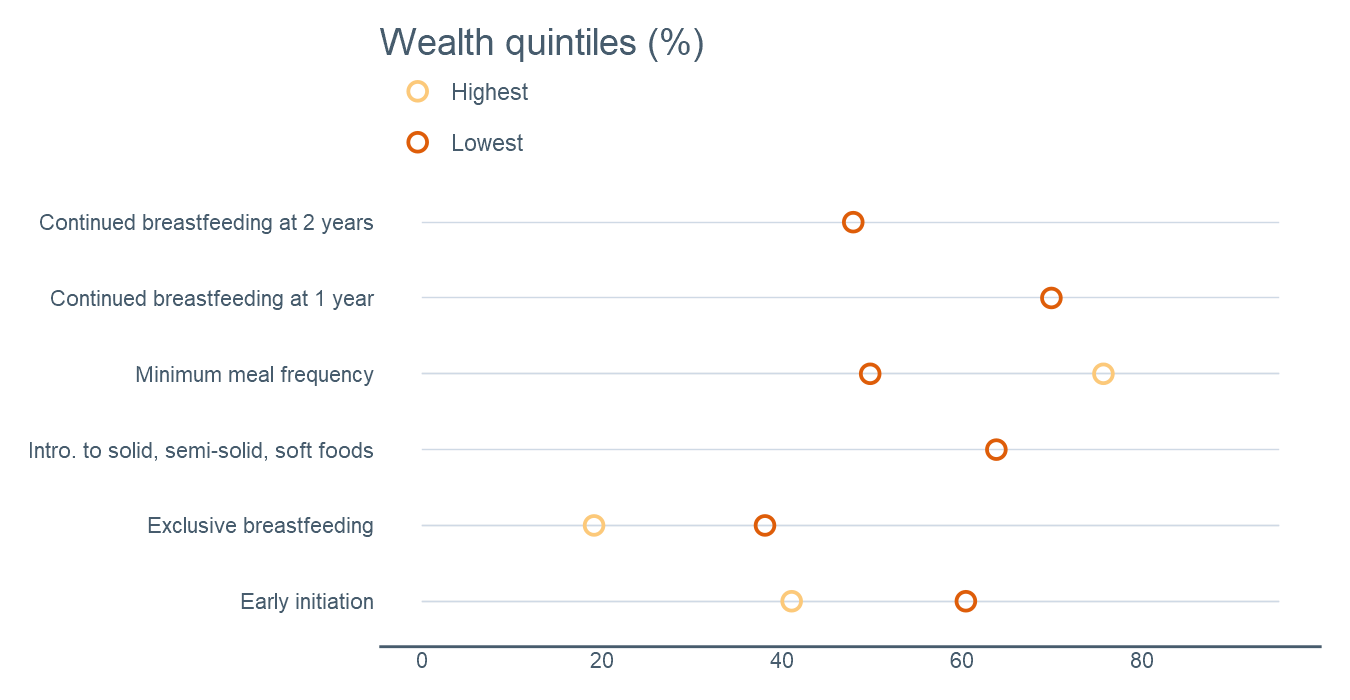 Wealth quintiles (%)
Highest
Lowest
Continued breastfeeding at 2 years
Continued breastfeeding at 1 year
Minimum meal frequency
Intro. to solid, semi-solid, soft foods
Exclusive breastfeeding
Early initiation
0 20 40 60 80